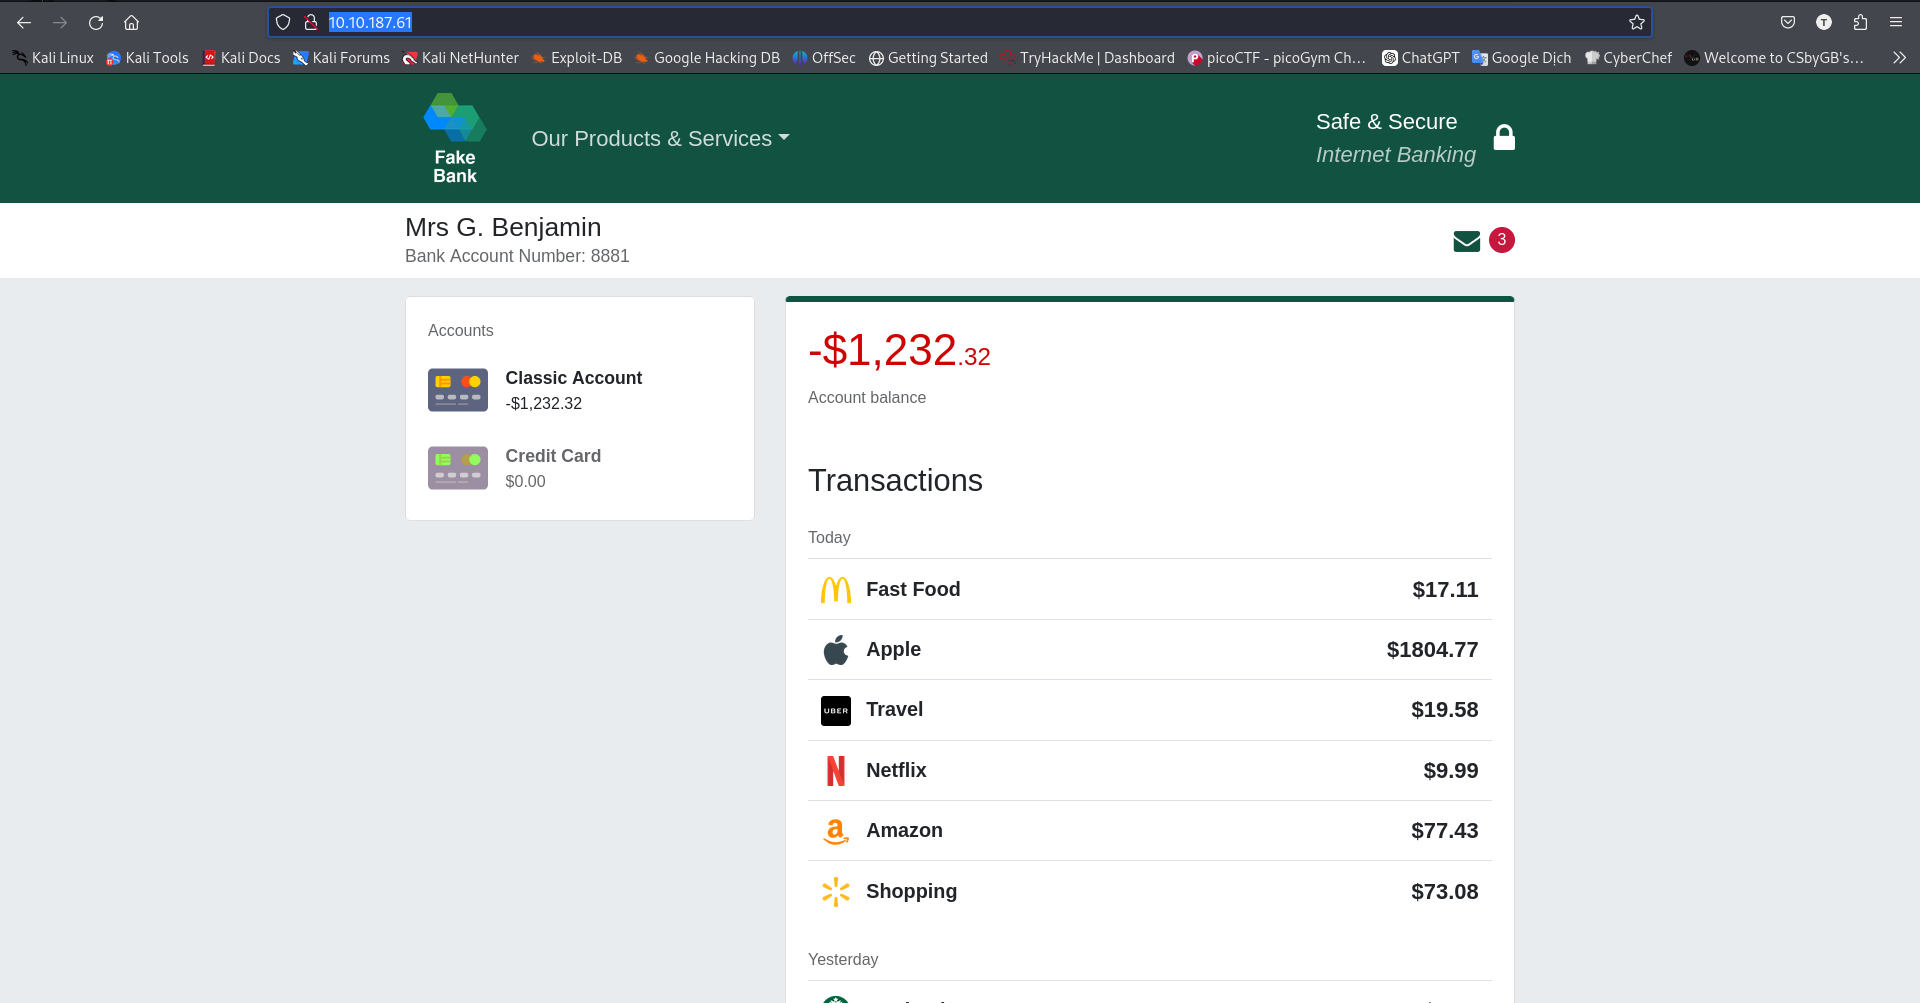 10.10.187.61
Kali Linux Kali Tools Kali Docs Kali Forums Kali NetHunter Exploit-DB Google Hacking DB OffSec Getting Started TryHackMe | Dashboard picoCTF - picoGym Ch… ChatGPT Google Dịch CyberChef Welcome to CSbyGB's…
Fake
Bank
Our Products & Services
Safe & Secure
Internet Banking
Mrs G. Benjamin
Bank Account Number: 8881
3
Accounts
Classic Account
-$1,232.32
Credit Card
$0.00
-$1,232.32
Account balance
Transactions
Today
Fast Food $17.11
Apple $1804.77
UBER Travel $19.58
Netflix $9.99
Amazon $77.43
Shopping $73.08
Yesterday